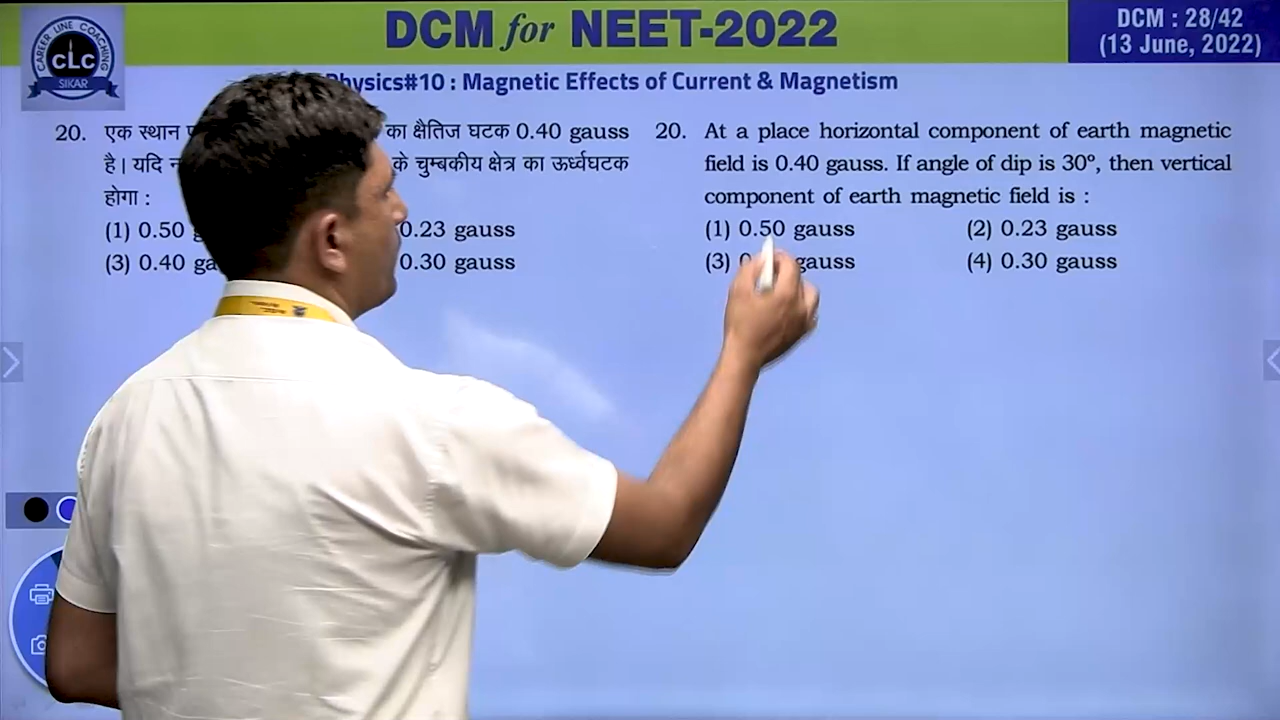 DCM for NEET-2022
DCM : 28/42
(13 June, 2022)
CAREER LINE COACHING
CLC
SIKAR
Physics#10 : Magnetic Effects of Current & Magnetism
20. एक स्थान का क्षैतिज घटक 0.40 gauss
है। यदि के चुम्बकीय क्षेत्र का ऊर्ध्वघटक
होगा :
(1) 0.50 0.23 gauss
(3) 0.40 0.30 gauss
20. At a place horizontal component of earth magnetic
field is 0.40 gauss. If angle of dip is 30º, then vertical
component of earth magnetic field is :
(1) 0.50 gauss (2) 0.23 gauss
(3) gauss (4) 0.30 gauss